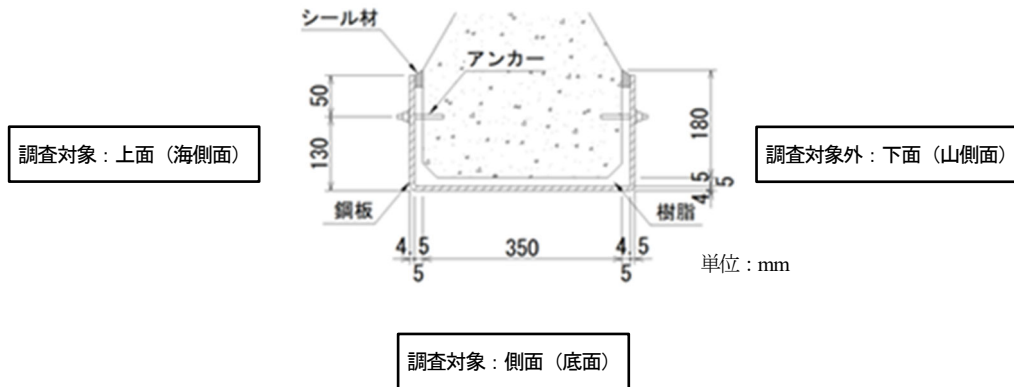 シール材
アンカー
50
130
180
4.5
5
調査対象：上面（海側面）
調査対象外：下面（山側面）
鋼板
樹脂
4.5
350
4.5
5
5
単位：mm
調査対象：側面（底面）